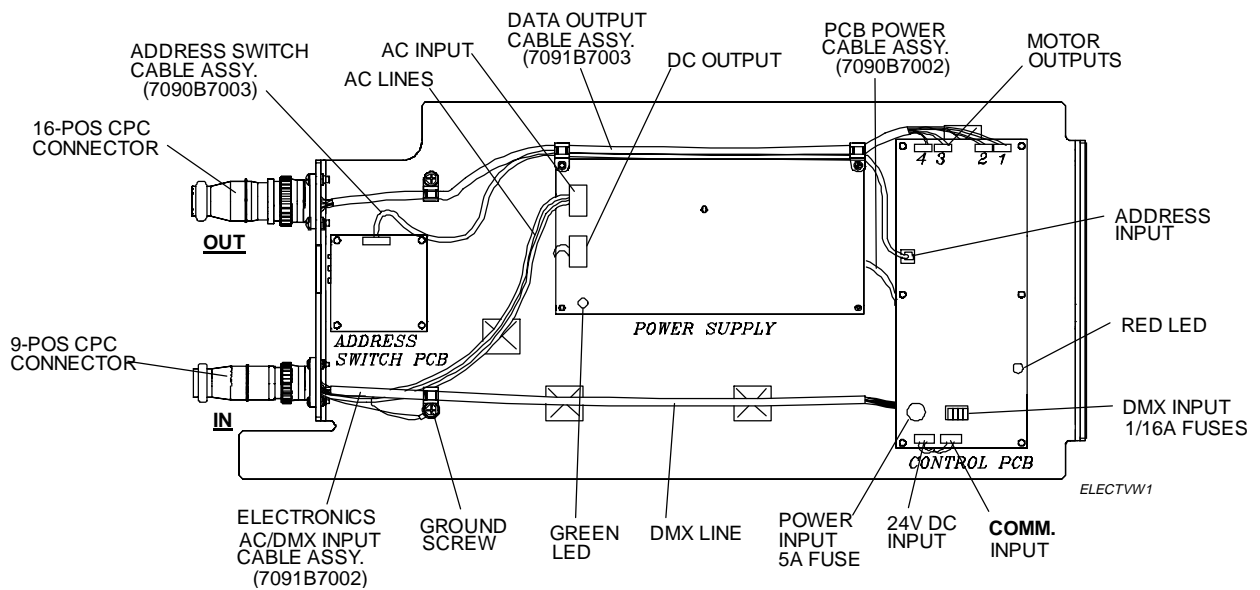 ADDRESS SWITCH
CABLE ASSY.
(7090B7003)
AC INPUT
AC LINES
DATA OUTPUT
CABLE ASSY.
(7091B7003
DC OUTPUT
PCB POWER
CABLE ASSY.
(7090B7002)
MOTOR
OUTPUTS
16-POS CPC
CONNECTOR
OUT
4 3 2 1
ADDRESS
INPUT
ADDRESS
SWITCH PCB
POWER SUPPLY
RED LED
9-POS CPC
CONNECTOR
IN
DMX INPUT
1/16A FUSES
CONTROL PCB
ELECTVW1
ELECTRONICS
AC/DMX INPUT
CABLE ASSY.
(7091B7002)
GROUND
SCREW
GREEN
LED
DMX LINE
POWER
INPUT
5A FUSE
24V DC
INPUT
COMM.
INPUT